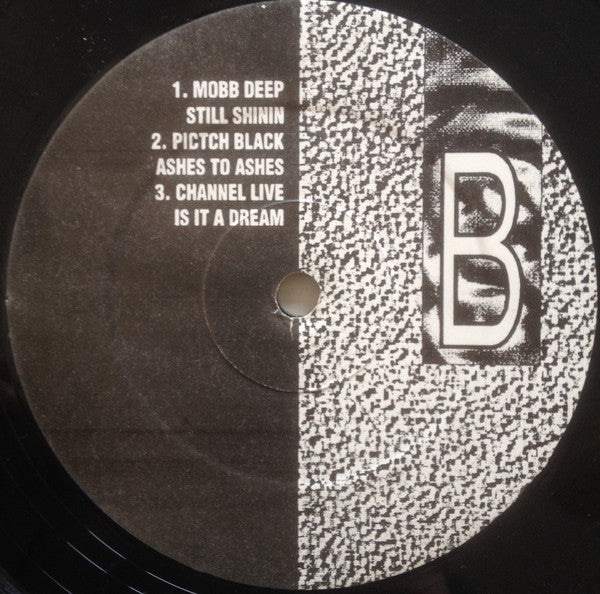 1. MOBB DEEP
STILL SHININ
2. PICTCH BLACK
ASHES TO ASHES
3. CHANNEL LIVE
IS IT A DREAM
B